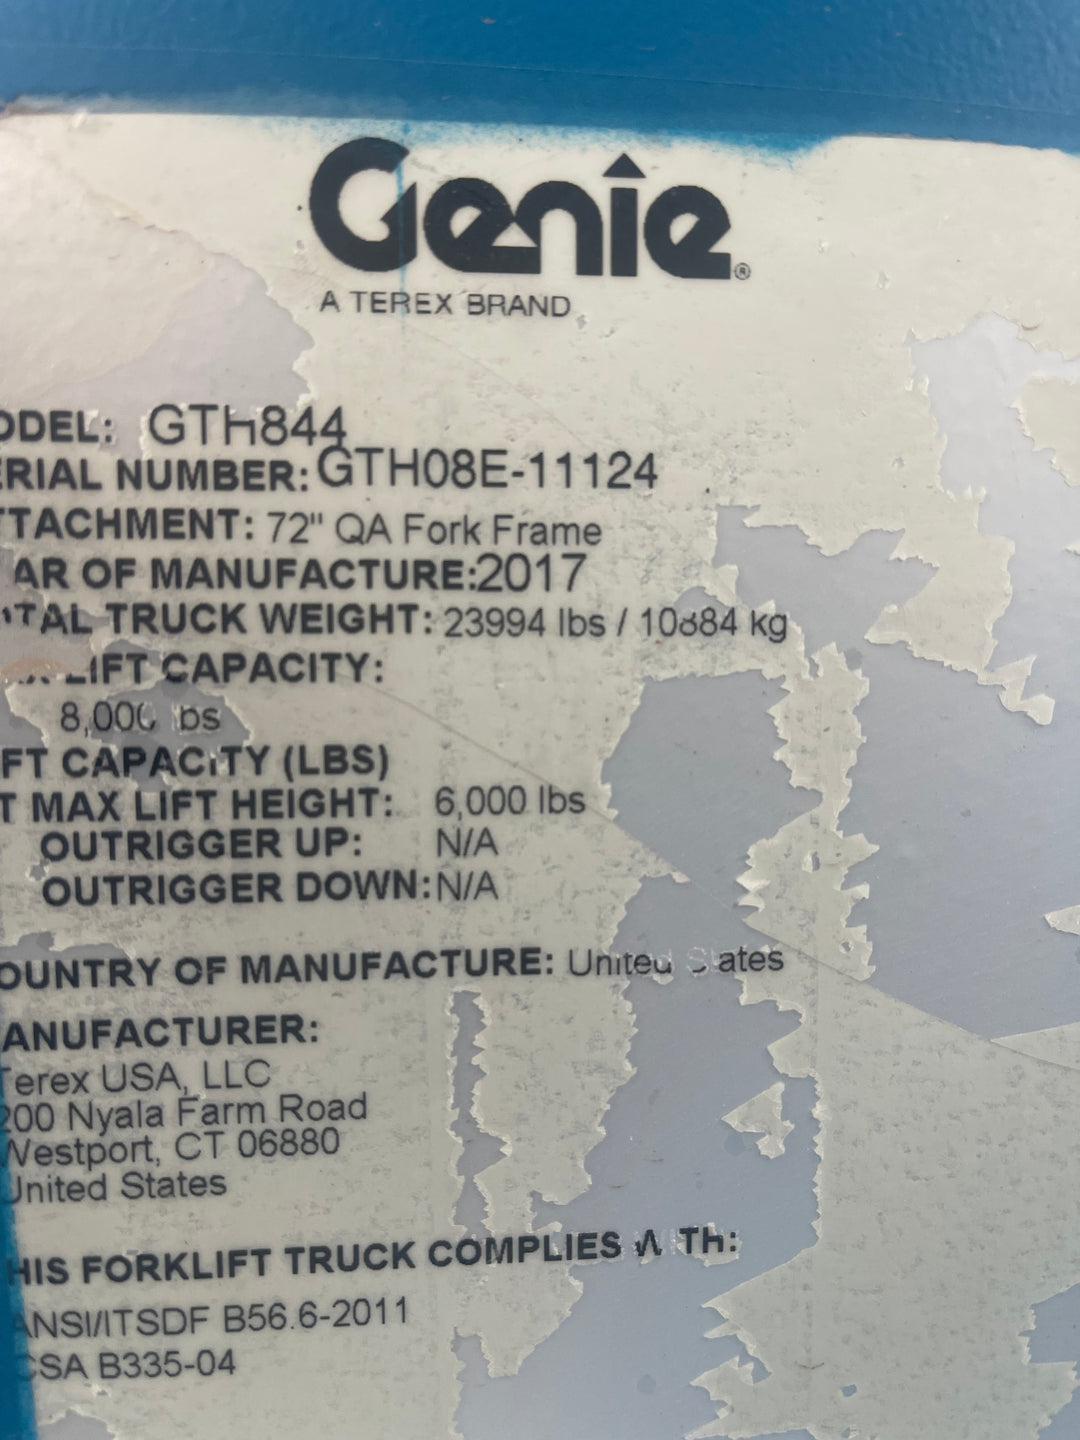 Genie®
A TEREX BRAND
ODEL: GTH844
ERIAL NUMBER: GTH08E-11124
TTACHMENT: 72" QA Fork Frame
AR OF MANUFACTURE: 2017
TAL TRUCK WEIGHT: 23994 lbs / 10884 kg
LIFT CAPACITY:
8,000 lbs
FT CAPACITY (LBS)
T MAX LIFT HEIGHT: 6,000 lbs
OUTRIGGER UP: N/A
OUTRIGGER DOWN: N/A
OUNTRY OF MANUFACTURE: United States
ANUFACTURER:
Terex USA, LLC
200 Nyala Farm Road
Westport, CT 06880
United States
HIS FORKLIFT TRUCK COMPLIES WITH:
ANSI/ITSDF B56.6-2011
CSA B335-04